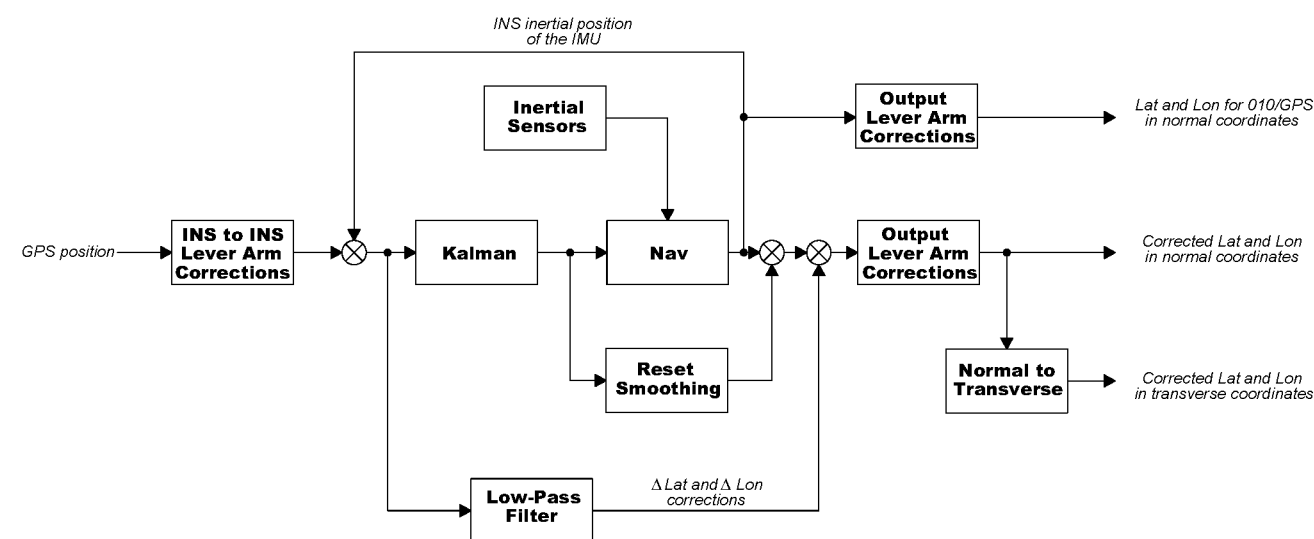 INS inertial position
of the IMU
Inertial
Sensors
Output
Lever Arm
Corrections
Lat and Lon for 010/GPS
in normal coordinates
GPS position
INS to INS
Lever Arm
Corrections
Kalman
Nav
Output
Lever Arm
Corrections
Corrected Lat and Lon
in normal coordinates
Reset
Smoothing
Normal to
Transverse
Corrected Lat and Lon
in transverse coordinates
Low-Pass
Filter
Δ Lat and Δ Lon
corrections